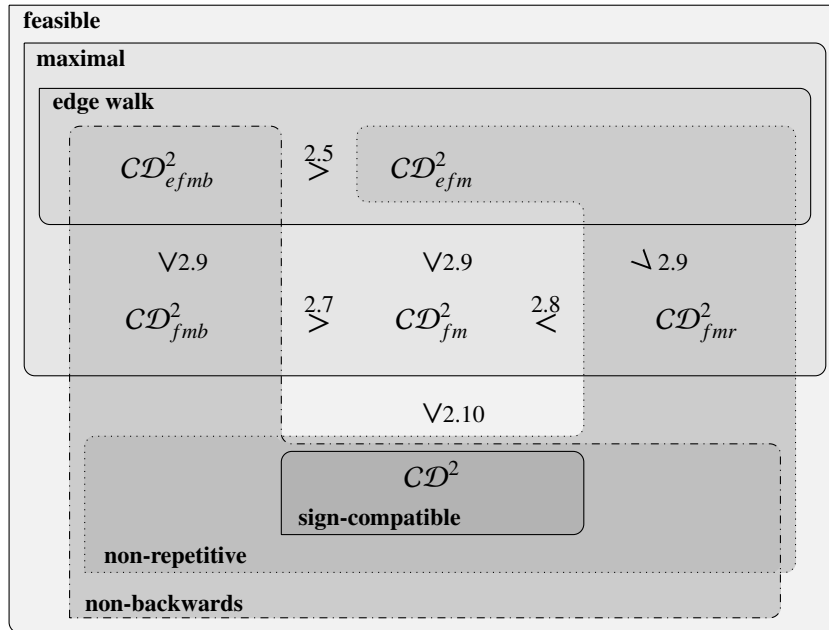 feasible
maximal
edge walk
𝒞𝒟²_efmb 2.5 > 𝒞𝒟²_efm
∨2.9 ∨2.9 ∨2.9
𝒞𝒟²_fmb 2.7 > 𝒞𝒟²_fm 2.8 < 𝒞𝒟²_fmr
∨2.10
𝒞𝒟²
sign-compatible
non-repetitive
non-backwards